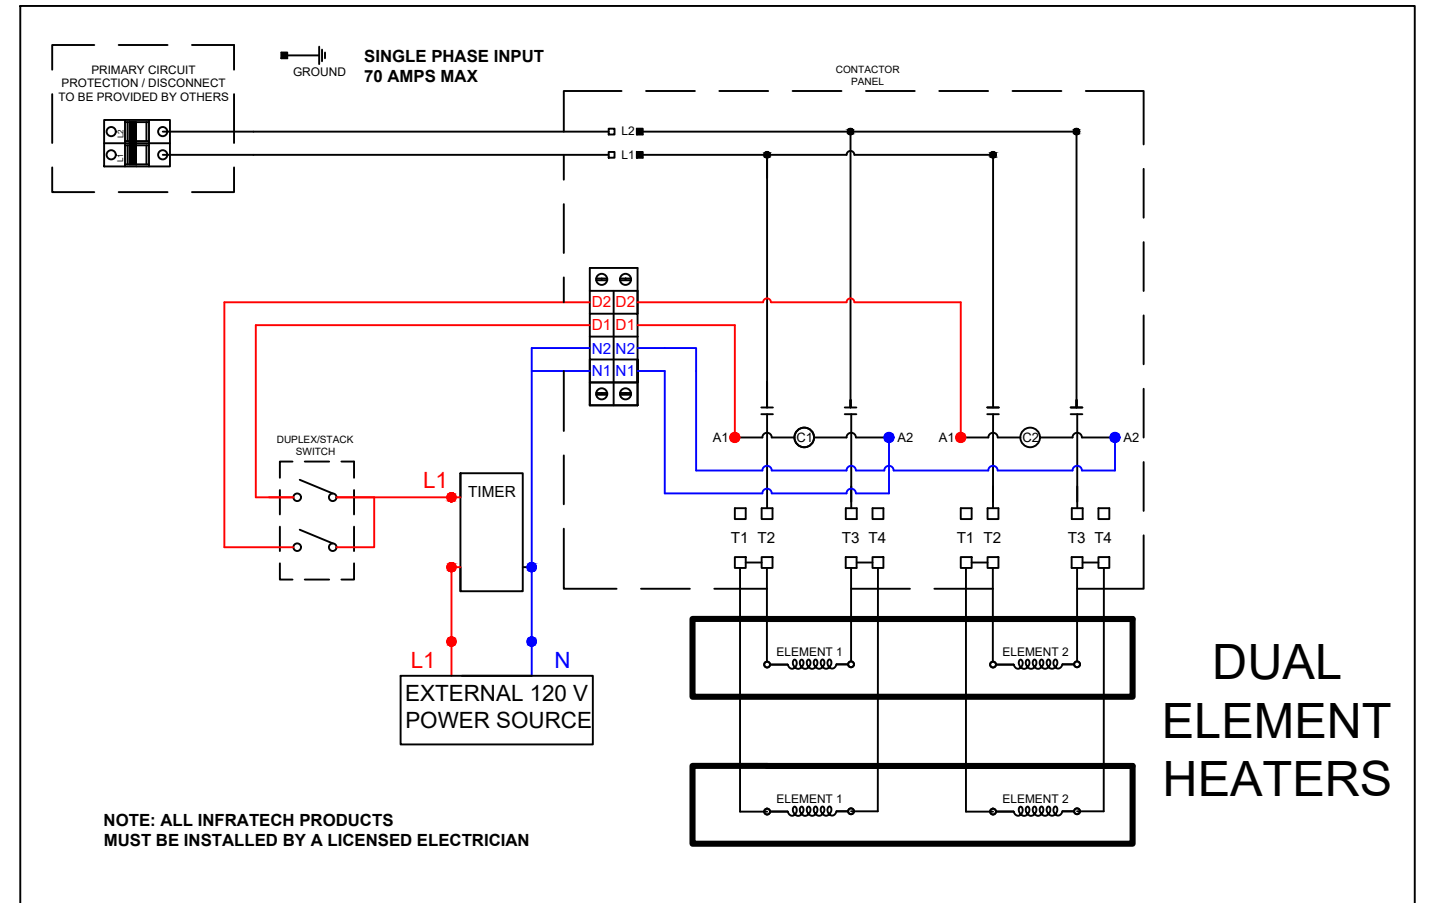 PRIMARY CIRCUIT
PROTECTION / DISCONNECT
TO BE PROVIDED BY OTHERS
L2
L1
GROUND
SINGLE PHASE INPUT
70 AMPS MAX
CONTACTOR
PANEL
L2
L1
D2 D2
D1 D1
N2 N2
N1 N1
A1 C1 A2 A1 C2 A2
DUPLEX/STACK
SWITCH
L1
TIMER
T1 T2 T3 T4 T1 T2 T3 T4
L1 N
EXTERNAL 120 V
POWER SOURCE
ELEMENT 1 ELEMENT 2
ELEMENT 1 ELEMENT 2
DUAL
ELEMENT
HEATERS
NOTE: ALL INFRATECH PRODUCTS
MUST BE INSTALLED BY A LICENSED ELECTRICIAN